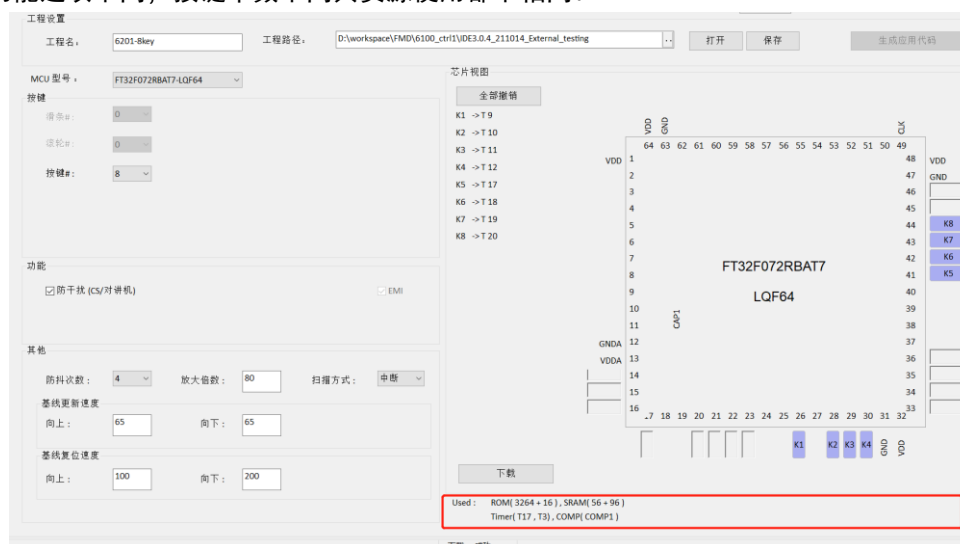 工程设置
工程名: 6201-8key 工程路径: D:\workspace\FMD\6100_ctrl1\IDE3.0.4_211014_External_testing .. 打开 保存 生成应用代码
MCU 型号: FT32F072RBAT7-LQF64
按键
滑条#: 0
滚轮#: 0
按键#: 8
功能
防干扰 (CS/对讲机) EMI
其他
防抖次数: 4 放大倍数: 80 扫描方式: 中断
基线更新速度
向上: 65 向下: 65
基线复位速度
向上: 100 向下: 200
芯片视图
全部撤销
K1 ->T 9
K2 ->T 10
K3 ->T 11
K4 ->T 12
K5 ->T 17
K6 ->T 18
K7 ->T 19
K8 ->T 20
VDD GND CLK
64 63 62 61 60 59 58 57 56 55 54 53 52 51 50 49
VDD 1 48 VDD
2 47 GND
3 46
4 45
5 44 K8
6 43 K7
7 42 K6
8 41 K5
9 40
10 39
11 38
GNDA 12 37
VDDA 13 36
14 35
15 34
16 33
FT32F072RBAT7
LQF64
CAP1
.7 18 19 20 21 22 23 24 25 26 27 28 29 30 31 32
K1 K2 K3 K4 GND VDD
下载
Used : ROM( 3264 + 16 ) , SRAM( 56 + 96 )
Timer( T17 , T3) , COMP( COMP1 )